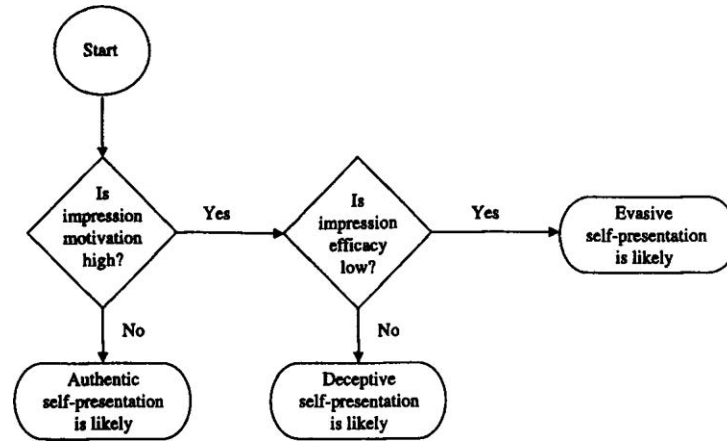 Start
Is
impression
motivation
high?
Yes
Is
impression
efficacy
low?
Yes
Evasive
self-presentation
is likely
No
Authentic
self-presentation
is likely
No
Deceptive
self-presentation
is likely